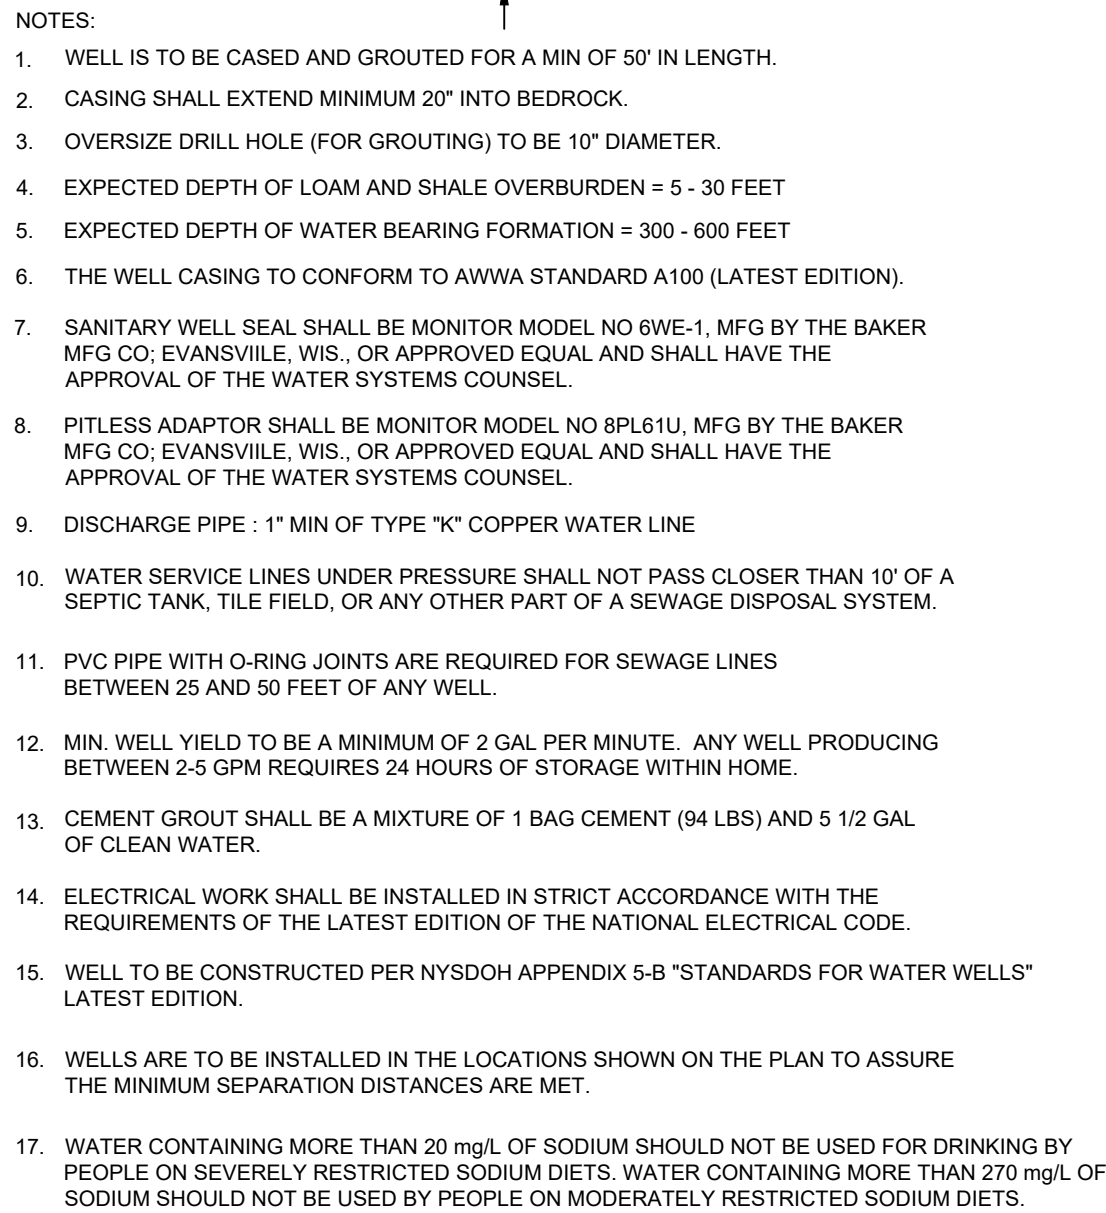 NOTES:
1. WELL IS TO BE CASED AND GROUTED FOR A MIN OF 50' IN LENGTH.
2. CASING SHALL EXTEND MINIMUM 20" INTO BEDROCK.
3. OVERSIZE DRILL HOLE (FOR GROUTING) TO BE 10" DIAMETER.
4. EXPECTED DEPTH OF LOAM AND SHALE OVERBURDEN = 5 - 30 FEET
5. EXPECTED DEPTH OF WATER BEARING FORMATION = 300 - 600 FEET
6. THE WELL CASING TO CONFORM TO AWWA STANDARD A100 (LATEST EDITION).
7. SANITARY WELL SEAL SHALL BE MONITOR MODEL NO 6WE-1, MFG BY THE BAKER
MFG CO; EVANSVIILE, WIS., OR APPROVED EQUAL AND SHALL HAVE THE
APPROVAL OF THE WATER SYSTEMS COUNSEL.
8. PITLESS ADAPTOR SHALL BE MONITOR MODEL NO 8PL61U, MFG BY THE BAKER
MFG CO; EVANSVIILE, WIS., OR APPROVED EQUAL AND SHALL HAVE THE
APPROVAL OF THE WATER SYSTEMS COUNSEL.
9. DISCHARGE PIPE : 1" MIN OF TYPE "K" COPPER WATER LINE
10. WATER SERVICE LINES UNDER PRESSURE SHALL NOT PASS CLOSER THAN 10' OF A
SEPTIC TANK, TILE FIELD, OR ANY OTHER PART OF A SEWAGE DISPOSAL SYSTEM.
11. PVC PIPE WITH O-RING JOINTS ARE REQUIRED FOR SEWAGE LINES
BETWEEN 25 AND 50 FEET OF ANY WELL.
12. MIN. WELL YIELD TO BE A MINIMUM OF 2 GAL PER MINUTE. ANY WELL PRODUCING
BETWEEN 2-5 GPM REQUIRES 24 HOURS OF STORAGE WITHIN HOME.
13. CEMENT GROUT SHALL BE A MIXTURE OF 1 BAG CEMENT (94 LBS) AND 5 1/2 GAL
OF CLEAN WATER.
14. ELECTRICAL WORK SHALL BE INSTALLED IN STRICT ACCORDANCE WITH THE
REQUIREMENTS OF THE LATEST EDITION OF THE NATIONAL ELECTRICAL CODE.
15. WELL TO BE CONSTRUCTED PER NYSDOH APPENDIX 5-B "STANDARDS FOR WATER WELLS"
LATEST EDITION.
16. WELLS ARE TO BE INSTALLED IN THE LOCATIONS SHOWN ON THE PLAN TO ASSURE
THE MINIMUM SEPARATION DISTANCES ARE MET.
17. WATER CONTAINING MORE THAN 20 mg/L OF SODIUM SHOULD NOT BE USED FOR DRINKING BY
PEOPLE ON SEVERELY RESTRICTED SODIUM DIETS. WATER CONTAINING MORE THAN 270 mg/L OF
SODIUM SHOULD NOT BE USED BY PEOPLE ON MODERATELY RESTRICTED SODIUM DIETS.